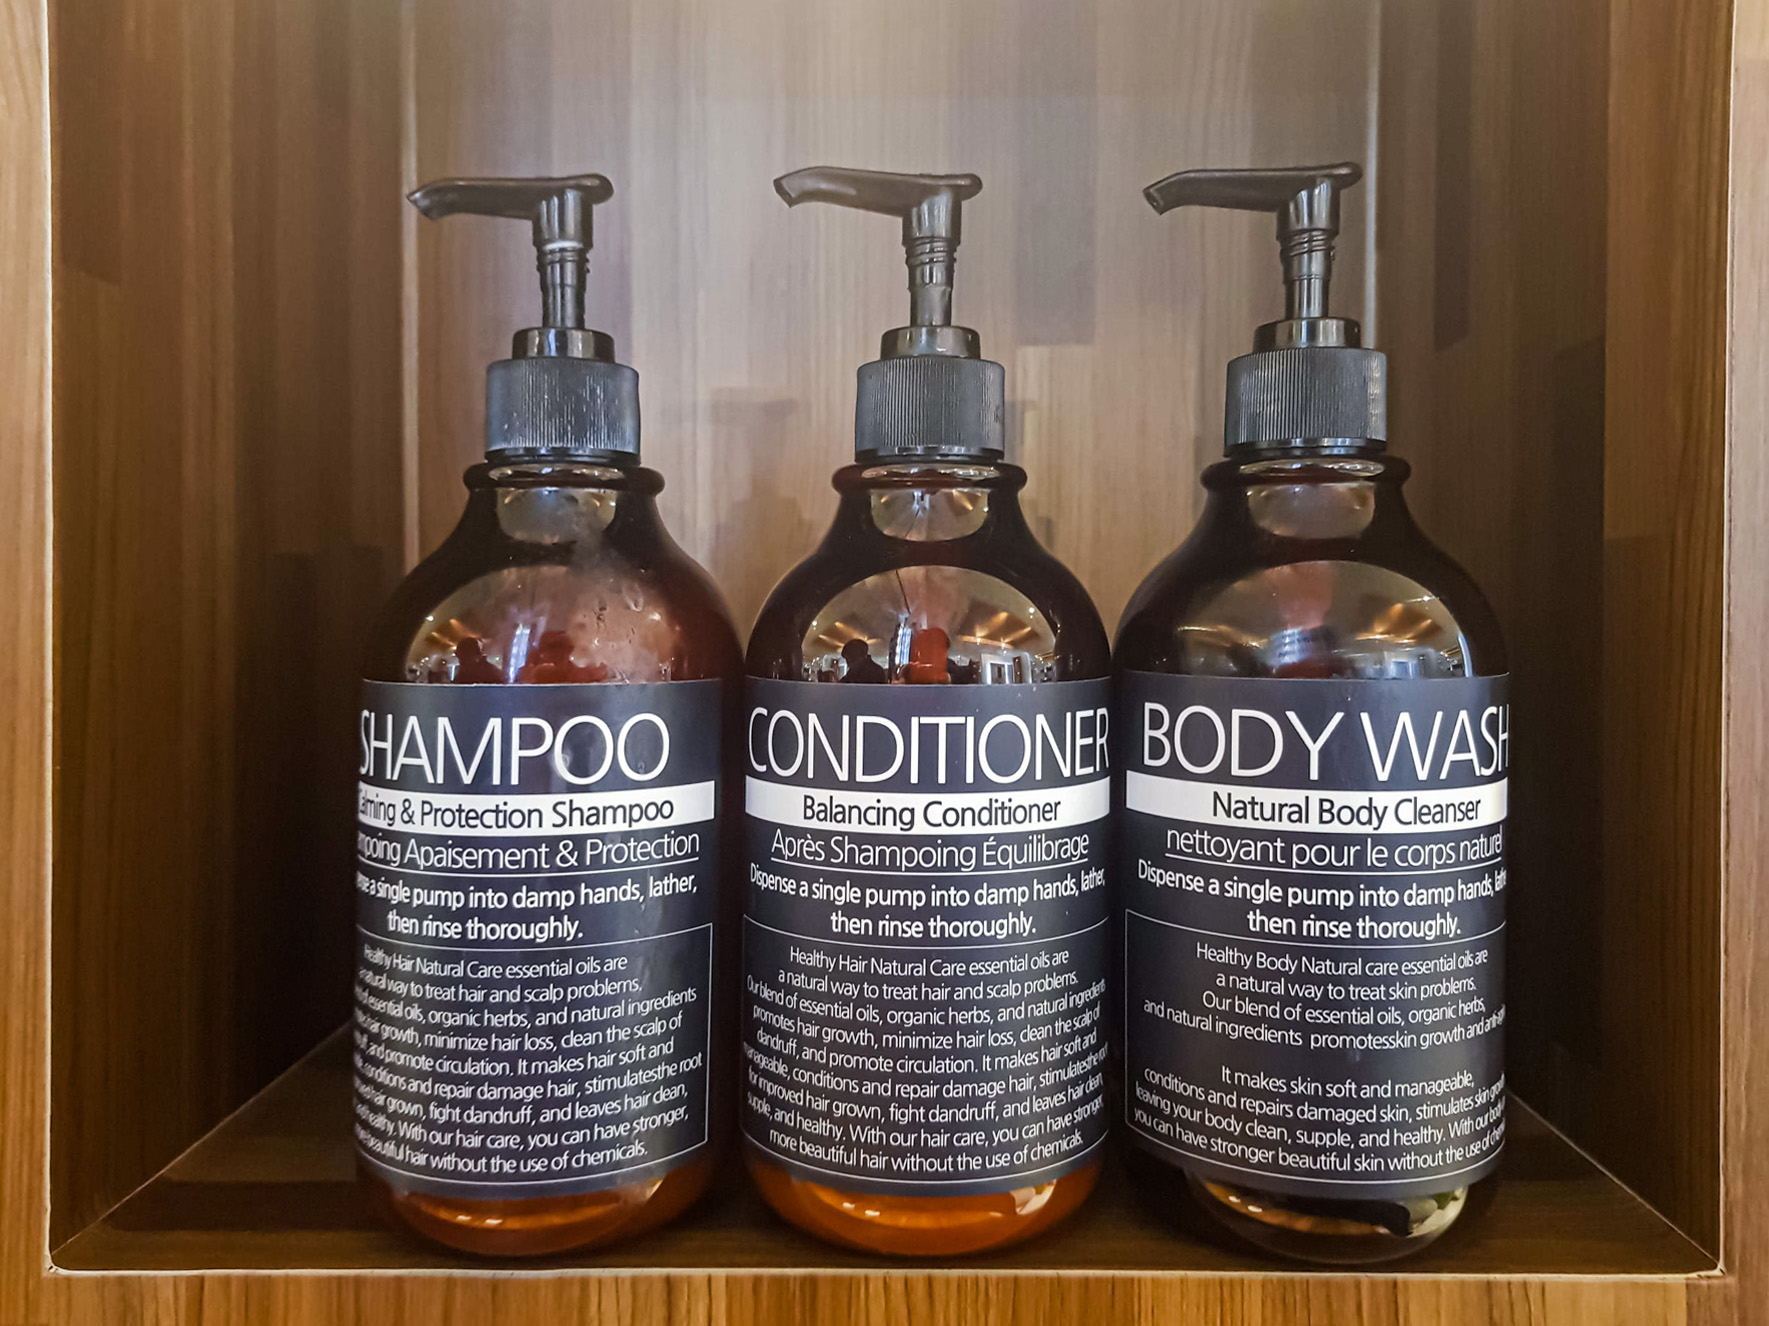 SHAMPOO
& Protection Shampoo
Apaisement & Protection
a single pump into damp hands, lather,
then rinse thoroughly.
Healthy Hair Natural Care essential oils are
natural way to treat hair and scalp problems,
essential oils, organic herbs, and natural ingredients
hair growth, minimize hair loss, clean the scalp of
and promote circulation. It makes hair soft and
conditions and repair damage hair, stimulatesthe root
hair grown, fight dandruff, and leaves hair clean,
healthy. With our hair care, you can have stronger,
beautiful hair without the use of chemicals.
CONDITIONER
Balancing Conditioner
Après Shampoing Équilibrage
Dispense a single pump into damp hands, lather,
then rinse thoroughly.
Healthy Hair Natural Care essential oils are
a natural way to treat hair and scalp problems.
Our blend of essential oils, organic herbs, and natural ingredients
promotes hair growth, minimize hair loss, clean the scalp of
dandruff, and promote circulation. It makes hair soft and
manageable, conditions and repair damage hair, stimulatesthe root
for improved hair grown, fight dandruff, and leaves hair clean,
supple, and healthy. With our hair care, you can have stronger,
more beautiful hair without the use of chemicals.
BODY WASH
Natural Body Cleanser
nettoyant pour le corps naturel
Dispense a single pump into damp hands,
then rinse thoroughly.
Healthy Body Natural care essential oils are
a natural way to treat skin problems.
Our blend of essential oils, organic herbs,
and natural ingredients promotesskin growth and
It makes skin soft and manageable,
conditions and repairs damaged skin, stimulates skin
leaving your body clean, supple, and healthy. With our body
you can have stronger beautiful skin without the use of